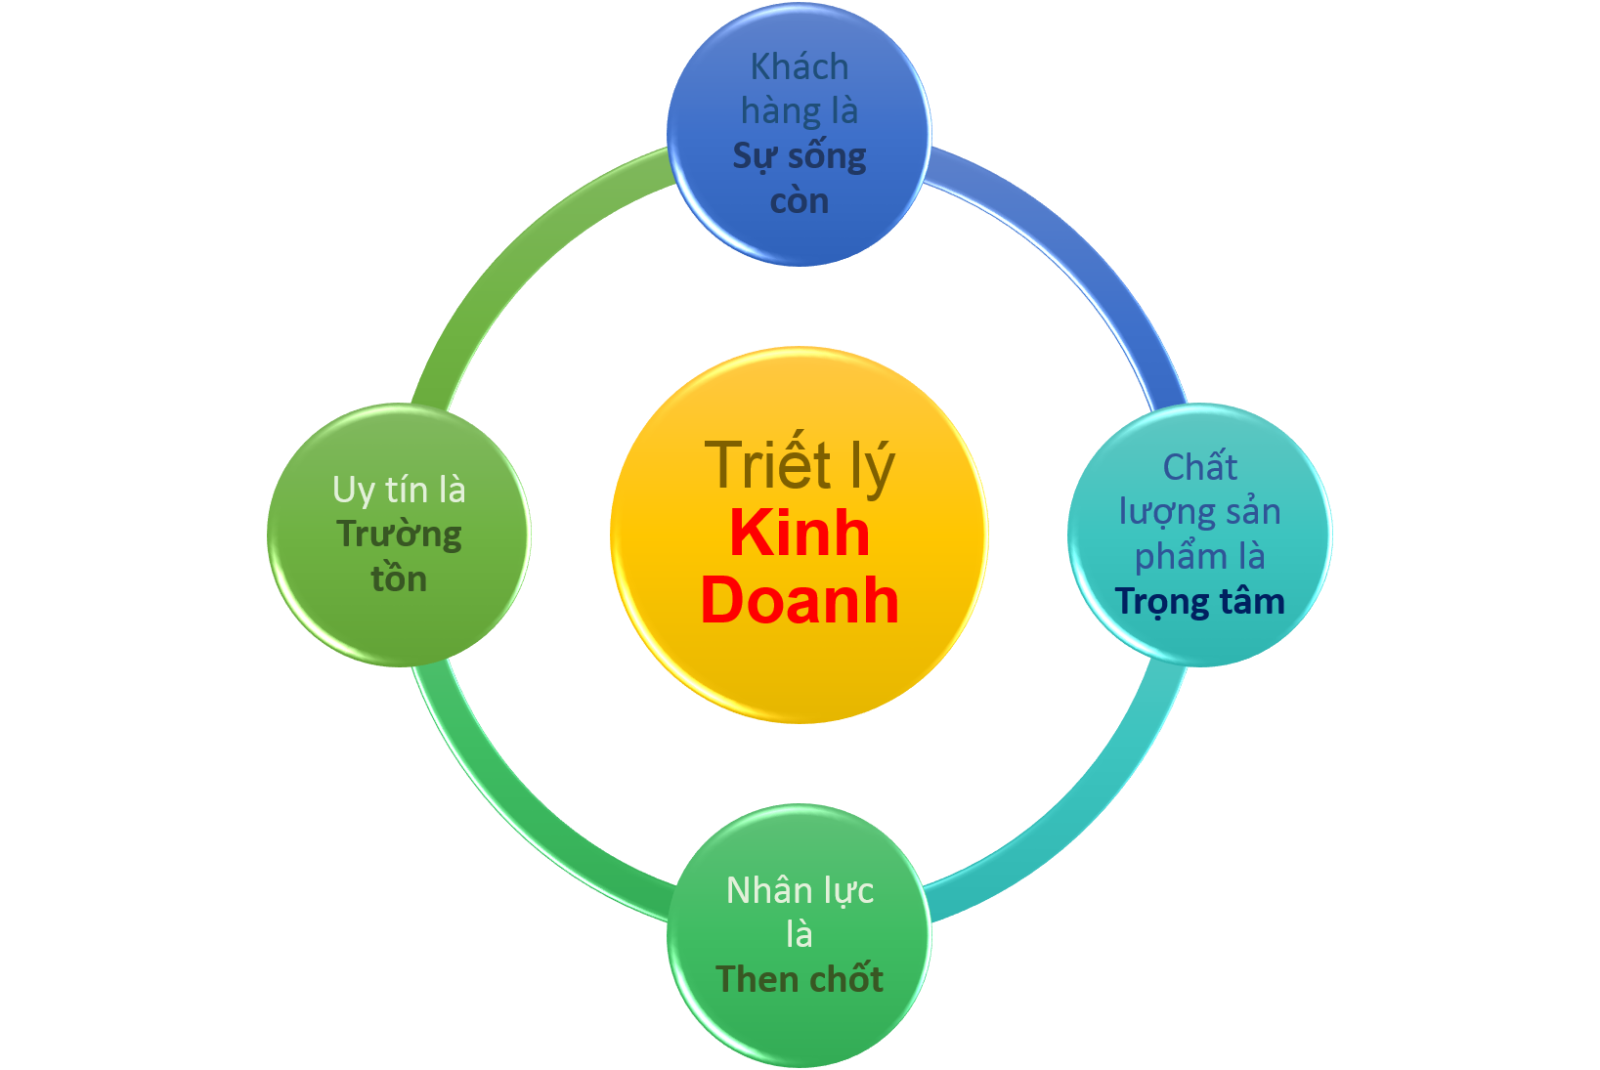 Khách
hàng là
Sự sống
còn
Triết lý
Kinh
Doanh
Chất
lượng sản
phẩm là
Trọng tâm
Nhân lực
là
Then chốt
Uy tín là
Trường
tồn